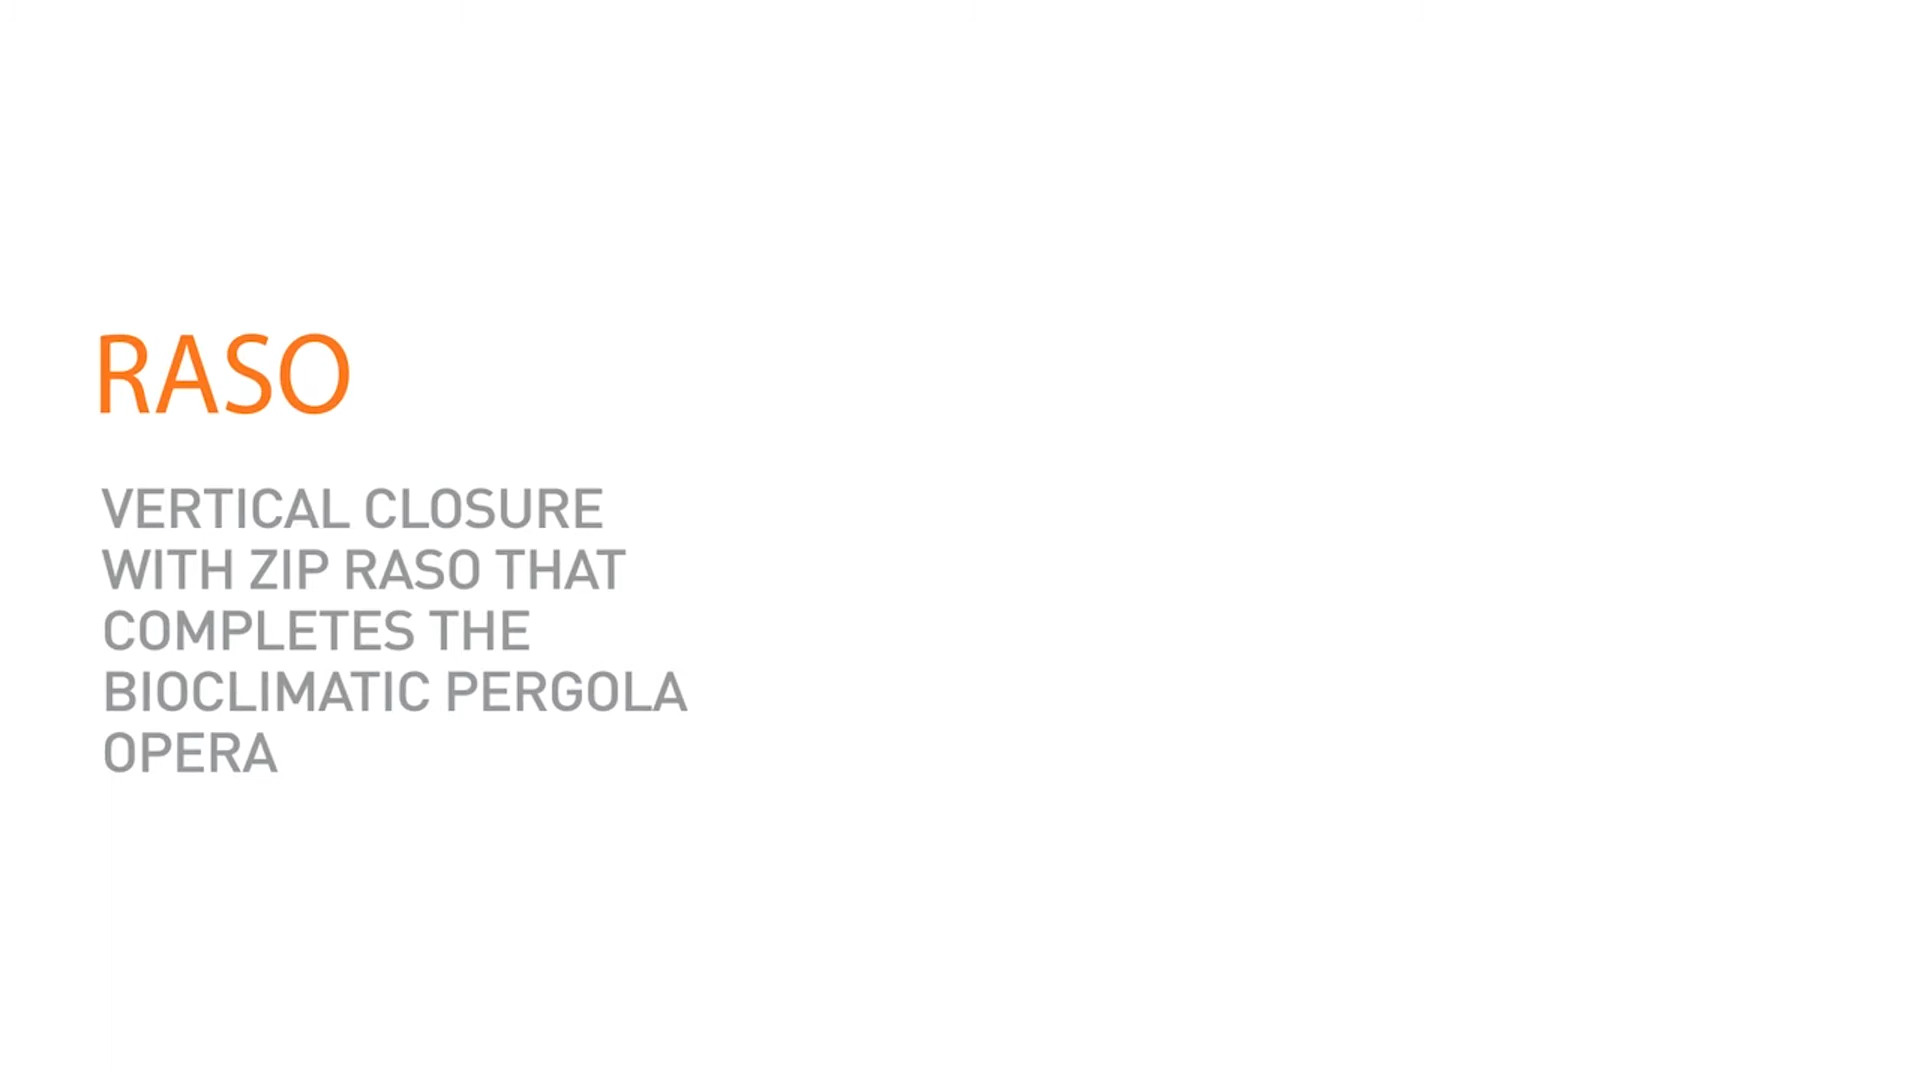 RASO
VERTICAL CLOSURE
WITH ZIP RASO THAT
COMPLETES THE
BIOCLIMATIC PERGOLA
OPERA